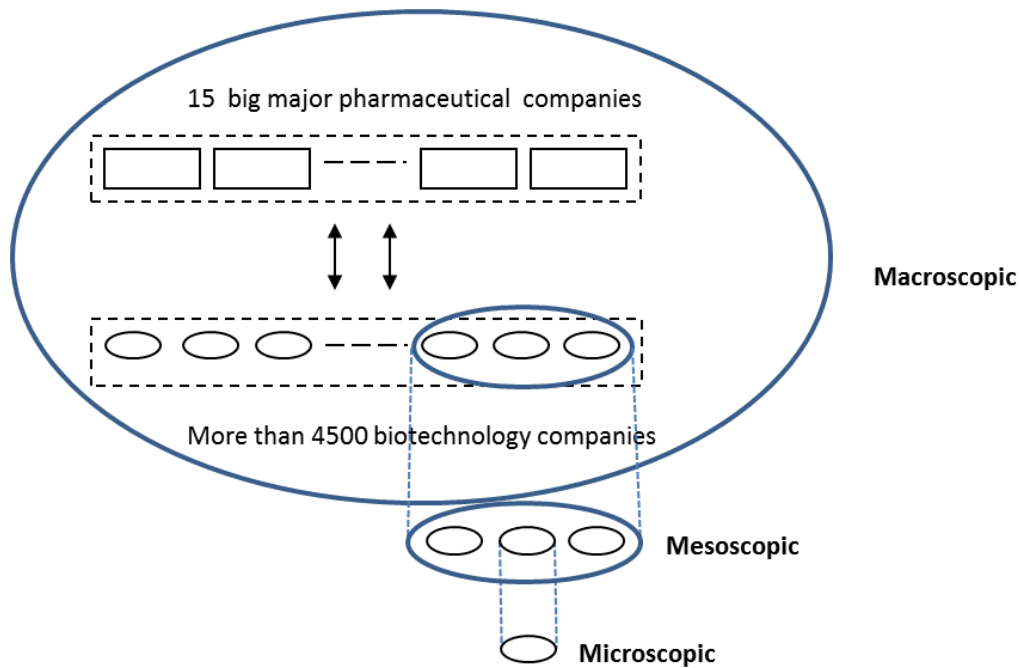 15 big major pharmaceutical companies
Macroscopic
More than 4500 biotechnology companies
Mesoscopic
Microscopic